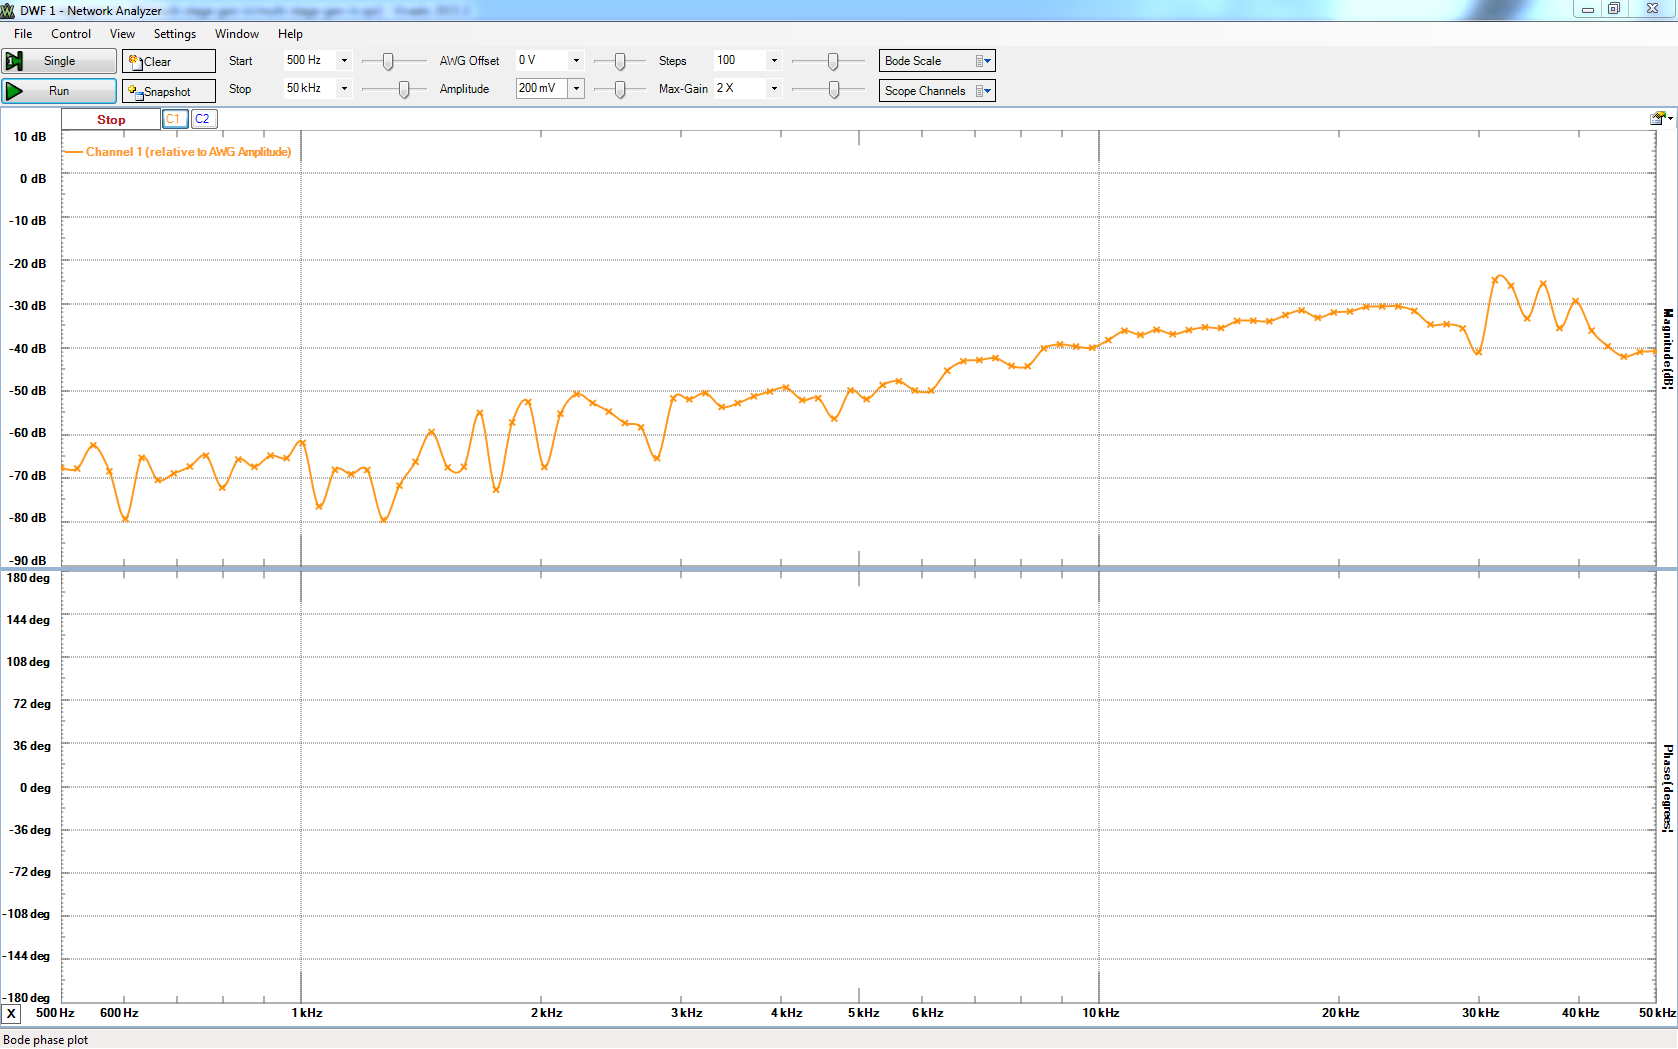 DWF 1 - Network Analyzer
File Control View Settings Window Help
Single Clear Start 500 Hz AWG Offset 0 V Steps 100 Bode Scale
Run Snapshot Stop 50 kHz Amplitude 200 mV Max-Gain 2 X Scope Channels
Stop C1 C2
Channel 1 (relative to AWG Amplitude)
10 dB
0 dB
-10 dB
-20 dB
-30 dB
-40 dB
-50 dB
-60 dB
-70 dB
-80 dB
-90 dB
Magnitude(dB)
180 deg
144 deg
108 deg
72 deg
36 deg
0 deg
-36 deg
-72 deg
-108 deg
-144 deg
-180 deg
Phase(degrees)
X 500 Hz 600 Hz 1 kHz 2 kHz 3 kHz 4 kHz 5 kHz 6 kHz 10 kHz 20 kHz 30 kHz 40 kHz 50 kHz
Bode phase plot